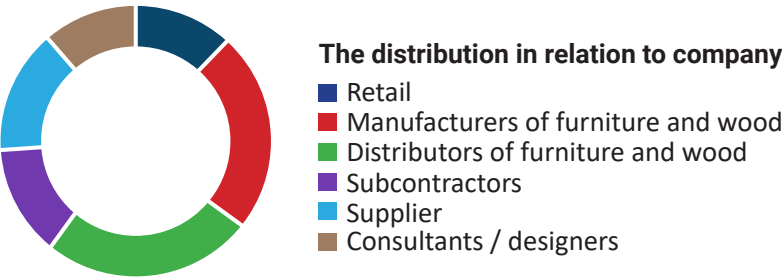 The distribution in relation to company
Retail
Manufacturers of furniture and wood
Distributors of furniture and wood
Subcontractors
Supplier
Consultants / designers